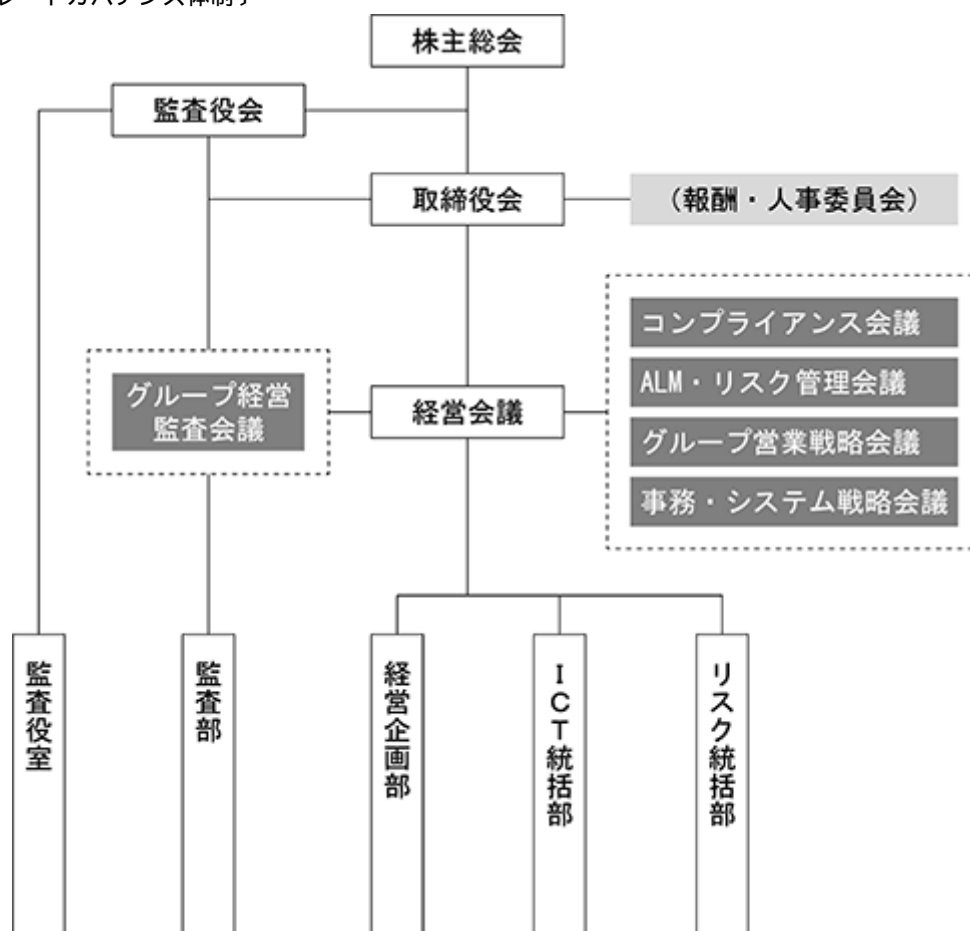 株主総会
監査役会
取締役会
（報酬・人事委員会）
コンプライアンス会議
ALM・リスク管理会議
グループ営業戦略会議
事務・システム戦略会議
グループ経営
監査会議
経営会議
監査役室
監査部
経営企画部
ICT統括部
リスク統括部